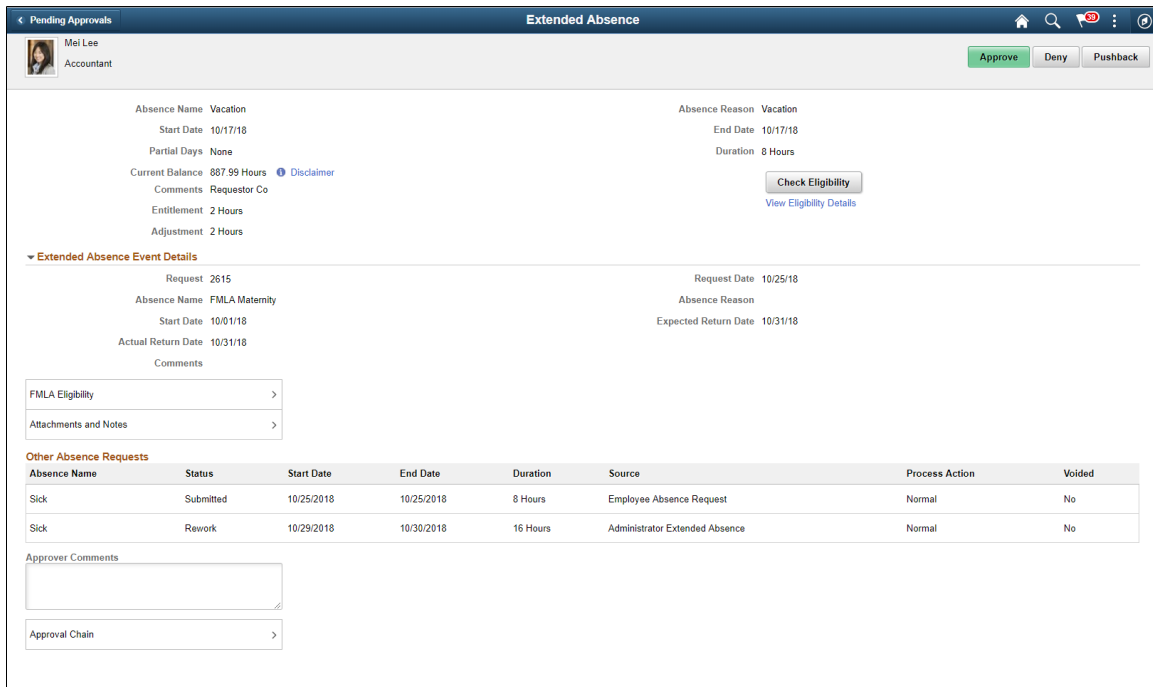 Pending Approvals Extended Absence 39
Mei Lee
Accountant
Approve Deny Pushback
Absence Name Vacation Absence Reason Vacation
Start Date 10/17/18 End Date 10/17/18
Partial Days None Duration 8 Hours
Current Balance 887.99 Hours Disclaimer
Check Eligibility
Comments Requestor Co
View Eligibility Details
Entitlement 2 Hours
Adjustment 2 Hours
Extended Absence Event Details
Request 2615 Request Date 10/25/18
Absence Name FMLA Maternity Absence Reason
Start Date 10/01/18 Expected Return Date 10/31/18
Actual Return Date 10/31/18
Comments
FMLA Eligibility
Attachments and Notes
Other Absence Requests
Absence Name Status Start Date End Date Duration Source Process Action Voided
Sick Submitted 10/25/2018 10/25/2018 8 Hours Employee Absence Request Normal No
Sick Rework 10/29/2018 10/30/2018 16 Hours Administrator Extended Absence Normal No
Approver Comments
Approval Chain